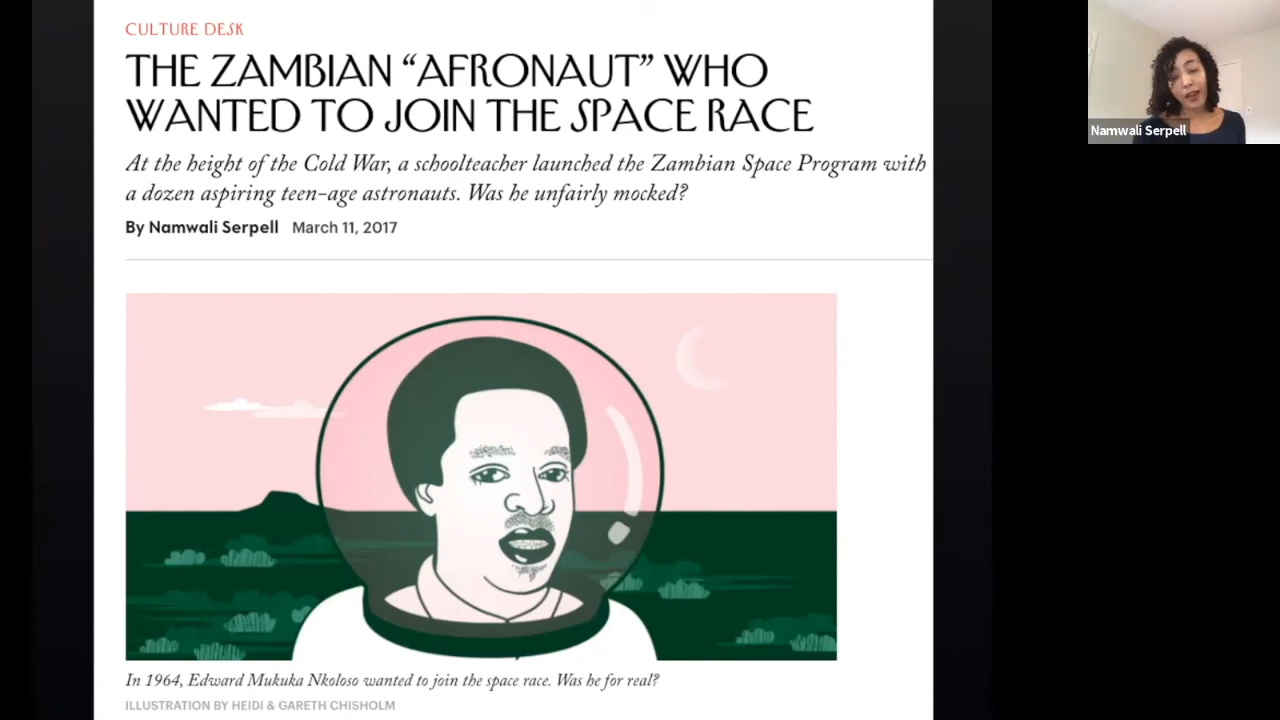 CULTURE DESK
THE ZAMBIAN “AFRONAUT” WHO
WANTED TO JOIN THE SPACE RACE
At the height of the Cold War, a schoolteacher launched the Zambian Space Program with
a dozen aspiring teen-age astronauts. Was he unfairly mocked?
By Namwali Serpell March 11, 2017
In 1964, Edward Mukuka Nkoloso wanted to join the space race. Was he for real?
ILLUSTRATION BY HEIDI & GARETH CHISHOLM
Namwali Serpell